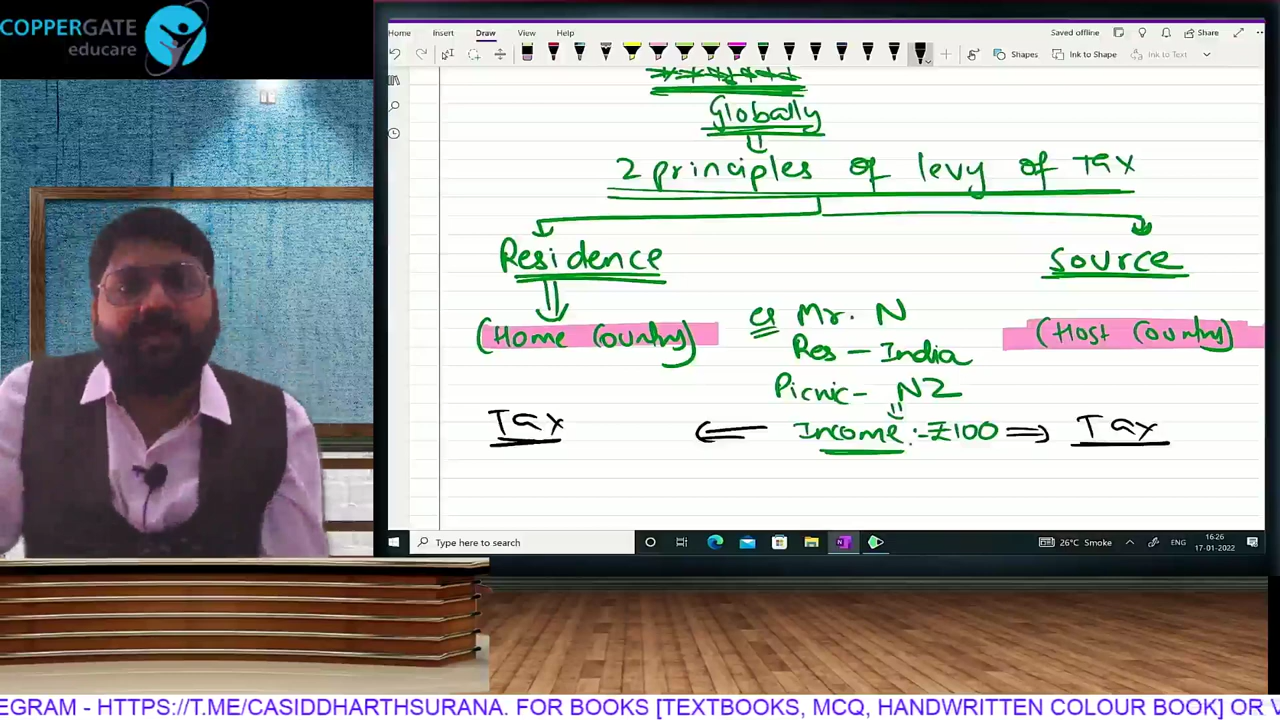 COPPERGATE
educare
Home Insert Draw View Help
Saved offline
Share
Shapes
Ink to Shape
Ink to Text
Globally
2 principles of levy of Tax
Residence
Source
(Home Country)
eg Mr. N
(Host Country)
Res - India
Picnic - NZ
Tax
Income :- ₹100
Tax
Type here to search
26°C Smoke
ENG
16:26
17-01-2022
EGRAM - HTTPS://T.ME/CASIDDHARTHSURANA. FOR BOOKS [TEXTBOOKS, MCQ, HANDWRITTEN COLOUR BOOK] OR V